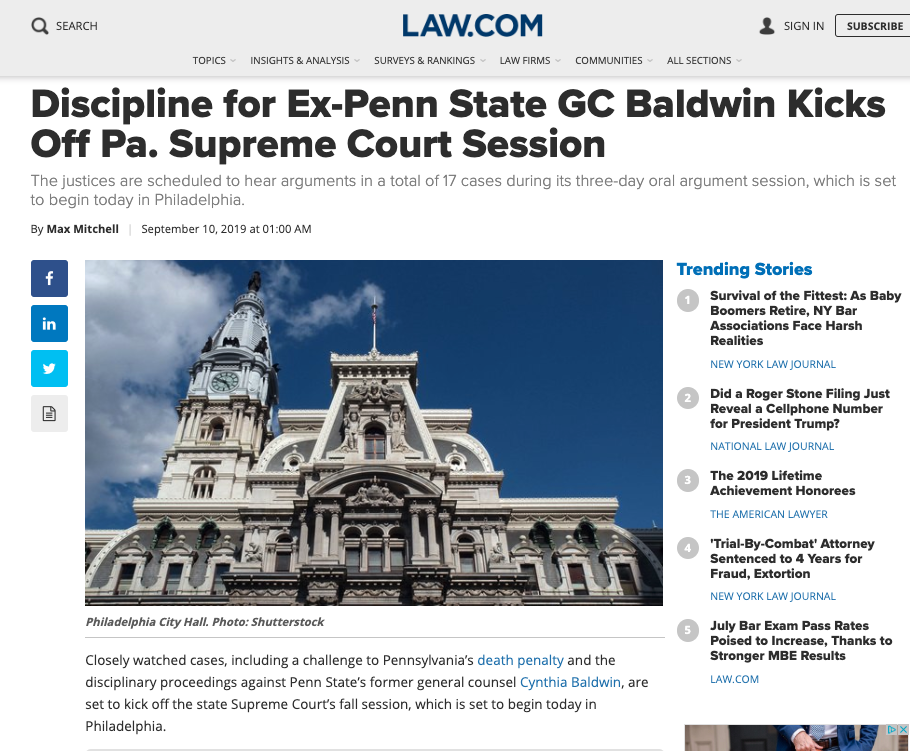 SEARCH
LAW.COM
SIGN IN
SUBSCRIBE
TOPICS
INSIGHTS & ANALYSIS
SURVEYS & RANKINGS
LAW FIRMS
COMMUNITIES
ALL SECTIONS
Discipline for Ex-Penn State GC Baldwin Kicks
Off Pa. Supreme Court Session
The justices are scheduled to hear arguments in a total of 17 cases during its three-day oral argument session, which is set
to begin today in Philadelphia.
By Max Mitchell | September 10, 2019 at 01:00 AM
f
in
Philadelphia City Hall. Photo: Shutterstock
Closely watched cases, including a challenge to Pennsylvania's death penalty and the
disciplinary proceedings against Penn State's former general counsel Cynthia Baldwin, are
set to kick off the state Supreme Court's fall session, which is set to begin today in
Philadelphia.
Trending Stories
1
Survival of the Fittest: As Baby
Boomers Retire, NY Bar
Associations Face Harsh
Realities
NEW YORK LAW JOURNAL
2
Did a Roger Stone Filing Just
Reveal a Cellphone Number
for President Trump?
NATIONAL LAW JOURNAL
3
The 2019 Lifetime
Achievement Honorees
THE AMERICAN LAWYER
4
'Trial-By-Combat' Attorney
Sentenced to 4 Years for
Fraud, Extortion
NEW YORK LAW JOURNAL
5
July Bar Exam Pass Rates
Poised to Increase, Thanks to
Stronger MBE Results
LAW.COM